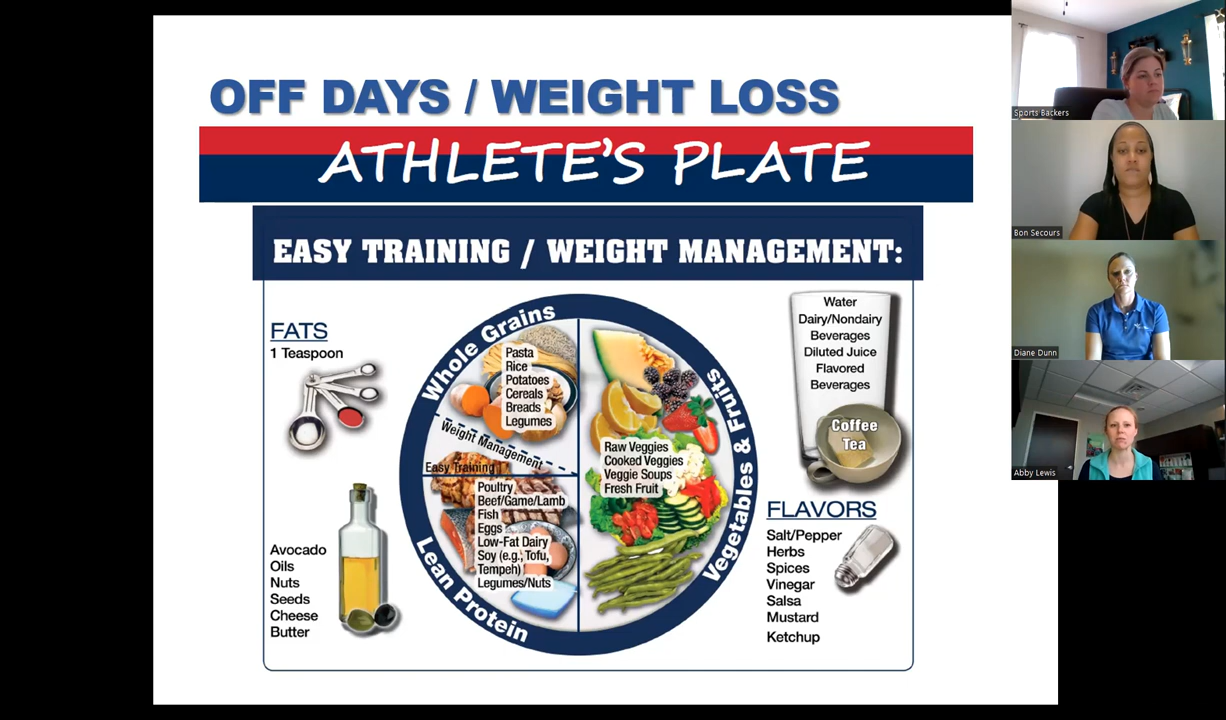 OFF DAYS / WEIGHT LOSS
ATHLETE'S PLATE
EASY TRAINING / WEIGHT MANAGEMENT:
FATS
1 Teaspoon
Avocado
Oils
Nuts
Seeds
Cheese
Butter
Whole Grains
Pasta
Rice
Potatoes
Cereals
Breads
Legumes
Weight Management
Easy Training
Poultry
Beef/Game/Lamb
Fish
Eggs
Low-Fat Dairy
Soy (e.g., Tofu,
Tempeh)
Legumes/Nuts
Lean Protein
Raw Veggies
Cooked Veggies
Veggie Soups
Fresh Fruit
Vegetables & Fruits
Water
Dairy/Nondairy
Beverages
Diluted Juice
Flavored
Beverages
Coffee
Tea
FLAVORS
Salt/Pepper
Herbs
Spices
Vinegar
Salsa
Mustard
Ketchup
Sports Backers
Bon Secours
Diane Dunn
Abby Lewis